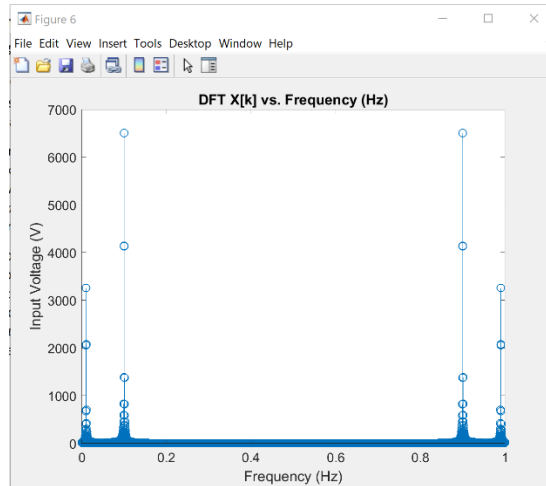 Figure 6
File Edit View Insert Tools Desktop Window Help
DFT X[k] vs. Frequency (Hz)
7000
6000
5000
4000
3000
2000
1000
0
Input Voltage (V)
0 0.2 0.4 0.6 0.8 1
Frequency (Hz)